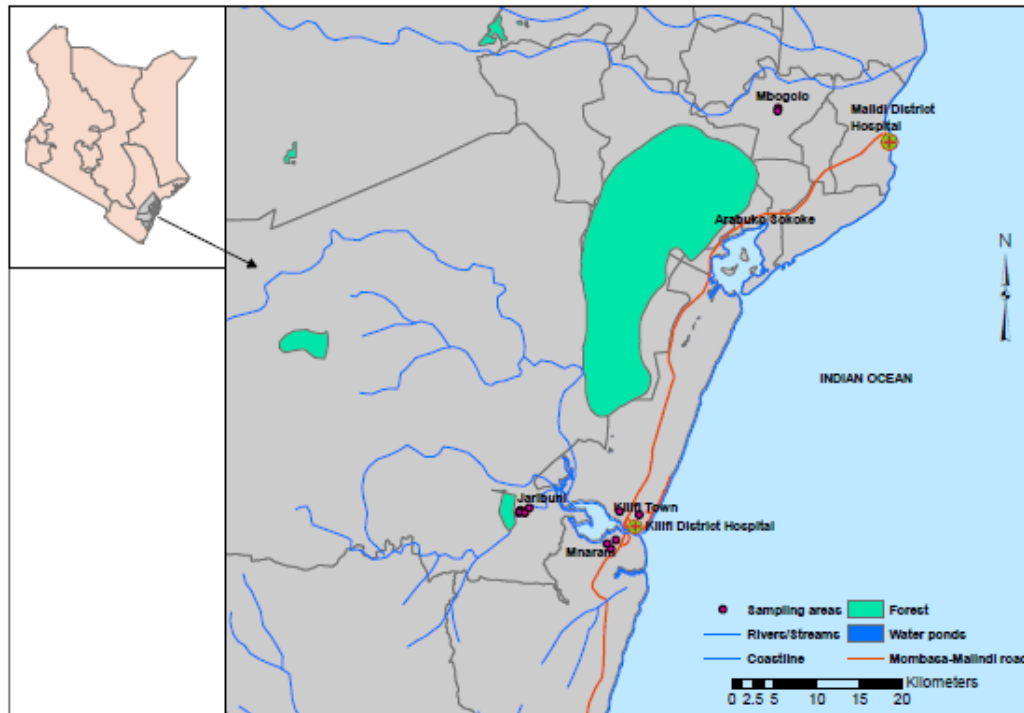 Mbogolo
Malidi District
Hospital
Arabuko Sokoke
N
INDIAN OCEAN
Jaribuni
Kilifi Town
Kilifi District Hospital
Mnarani
Sampling areas
Forest
Rivers/Streams
Water ponds
Coastline
Mombasa-Malindi road
Kilometers
0 2.5 5 10 15 20